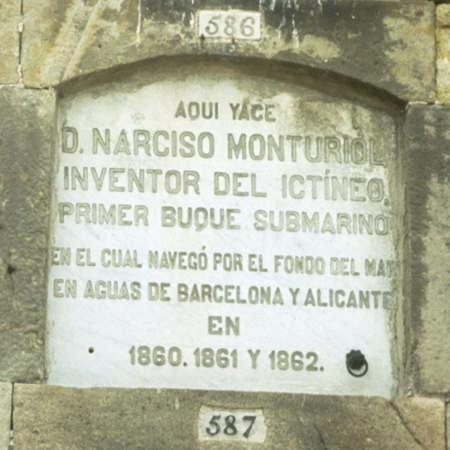 586
AQUI YACE
D. NARCISO MONTURIOL
INVENTOR DEL ICTÍNEO,
PRIMER BUQUE SUBMARINO
EN EL CUAL NAVEGÓ POR EL FONDO DEL MAR
EN AGUAS DE BARCELONA Y ALICANTE
EN
1860. 1861 Y 1862.
587